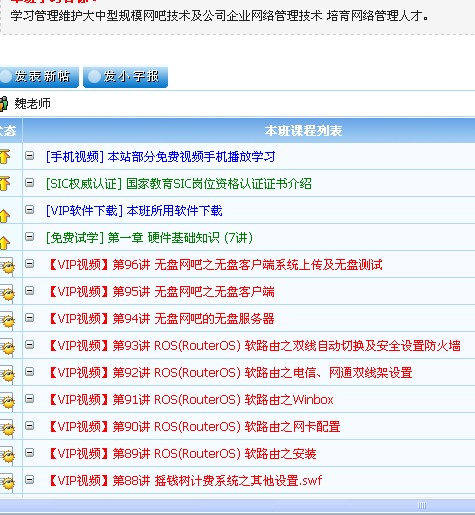 学习管理维护大中型规模网吧技术及公司企业网络管理技术 培育网络管理人才。
发表新帖 发小字报
魏老师
态 本班课程列表
[手机视频] 本站部分免费视频手机播放学习
[SIC权威认证] 国家教育SIC岗位资格认证证书介绍
[VIP软件下载] 本班所用软件下载
[免费试学] 第一章 硬件基础知识 (7讲)
【VIP视频】第96讲 无盘网吧之无盘客户端系统上传及无盘测试
【VIP视频】第95讲 无盘网吧之无盘客户端
【VIP视频】第94讲 无盘网吧的无盘服务器
【VIP视频】第93讲 ROS(RouterOS) 软路由之双线自动切换及安全设置防火墙
【VIP视频】第92讲 ROS(RouterOS) 软路由之电信、网通双线架设置
【VIP视频】第91讲 ROS(RouterOS) 软路由之Winbox
【VIP视频】第90讲 ROS(RouterOS) 软路由之网卡配置
【VIP视频】第89讲 ROS(RouterOS) 软路由之安装
【VIP视频】第88讲 摇钱树计费系统之其他设置.swf